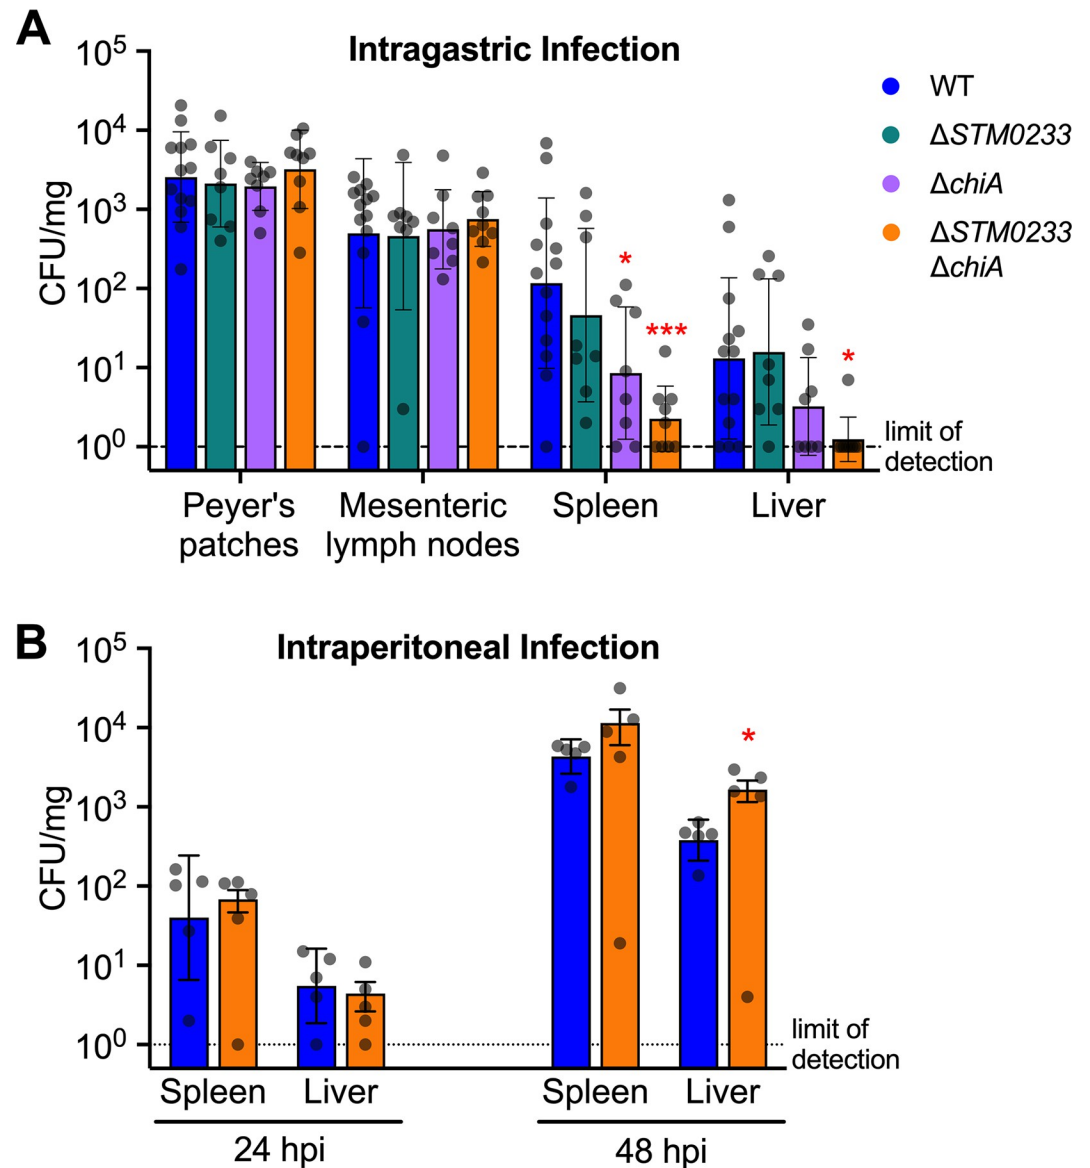 A
Intragastric Infection
CFU/mg
10⁵
10⁴
10³
10²
10¹
10⁰
WT
ΔSTM0233
ΔchiA
ΔSTM0233
ΔchiA
*
***
*
limit of
detection
Peyer's
patches
Mesenteric
lymph nodes
Spleen
Liver
B
Intraperitoneal Infection
CFU/mg
10⁵
10⁴
10³
10²
10¹
10⁰
*
limit of
detection
Spleen
Liver
Spleen
Liver
24 hpi
48 hpi